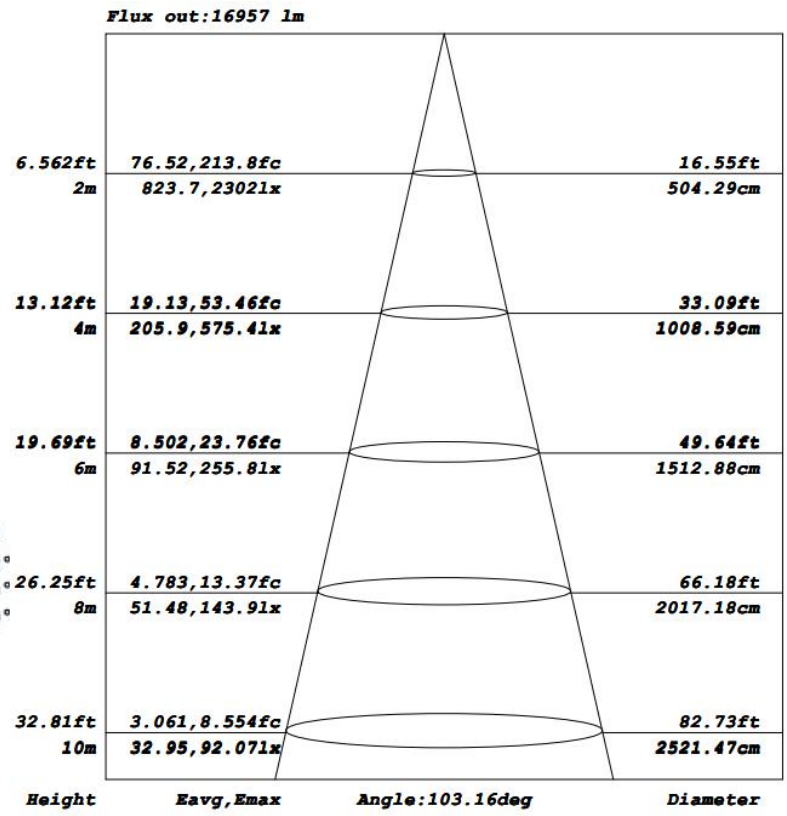 Flux out:16957 lm
6.562ft 76.52,213.8fc 16.55ft
2m 823.7,2302lx 504.29cm
13.12ft 19.13,53.46fc 33.09ft
4m 205.9,575.4lx 1008.59cm
19.69ft 8.502,23.76fc 49.64ft
6m 91.52,255.8lx 1512.88cm
26.25ft 4.783,13.37fc 66.18ft
8m 51.48,143.9lx 2017.18cm
32.81ft 3.061,8.554fc 82.73ft
10m 32.95,92.07lx 2521.47cm
Height Eavg,Emax Angle:103.16deg Diameter